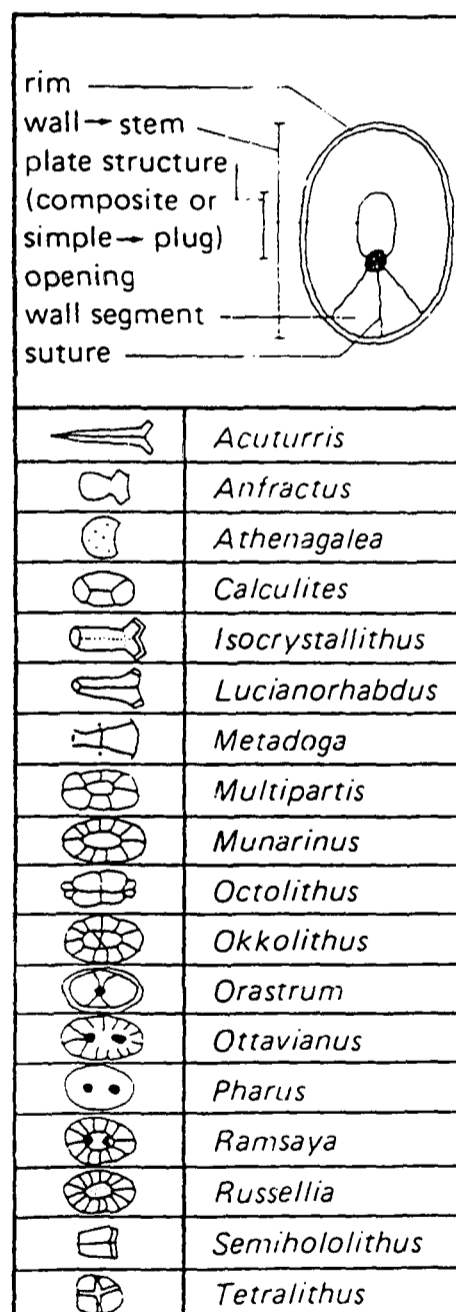 rim
wall → stem
plate structure
(composite or
simple → plug)
opening
wall segment
suture
Acuturris
Anfractus
Athenagalea
Calculites
Isocrystallithus
Lucianorhabdus
Metadoga
Multipartis
Munarinus
Octolithus
Okkolithus
Orastrum
Ottavianus
Pharus
Ramsaya
Russellia
Semihololithus
Tetralithus